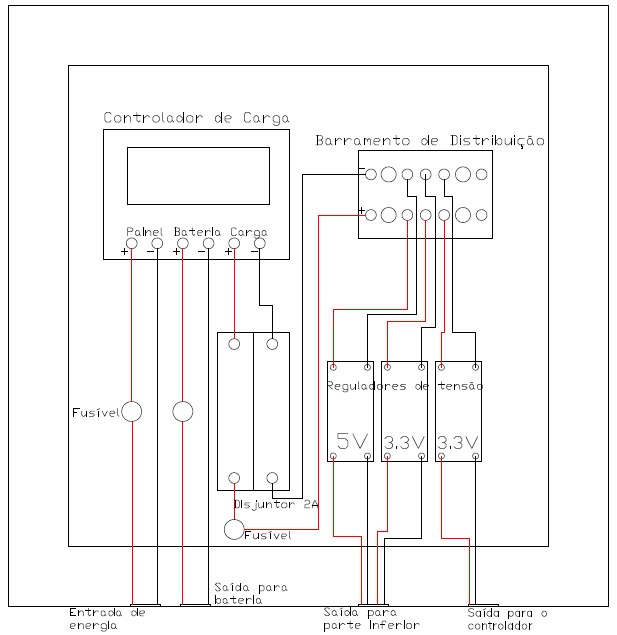 Controlador de Carga
Barramento de Distribuição
Painel Bateria Carga
+ - + - + -
-
+
Reguladores de tensão
5V 3.3V 3.3V
Fusível
Disjuntor 2A
Fusível
Entrada de
energia
Saída para
bateria
Saída para
parte Inferior
Saída para o
controlador